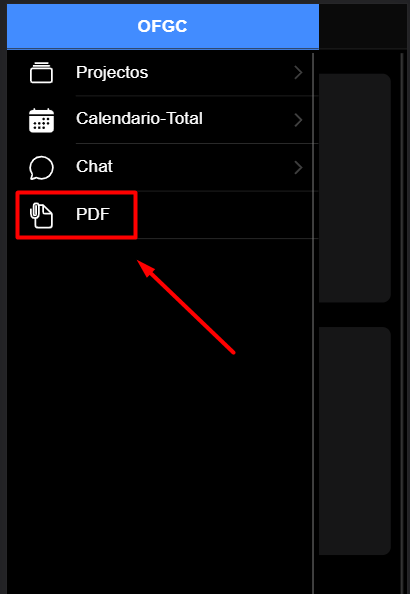 OFGC
Projectos
Calendario-Total
Chat
PDF